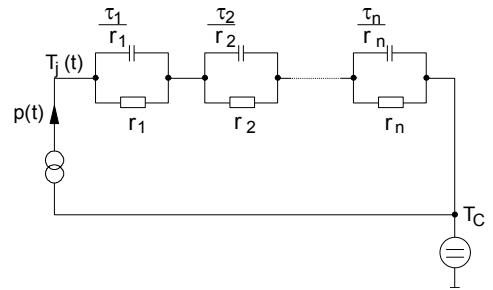 τ1 τ2 τn
r1 r2 rn
Tj (t)
r1 r2 rn
p(t)
TC